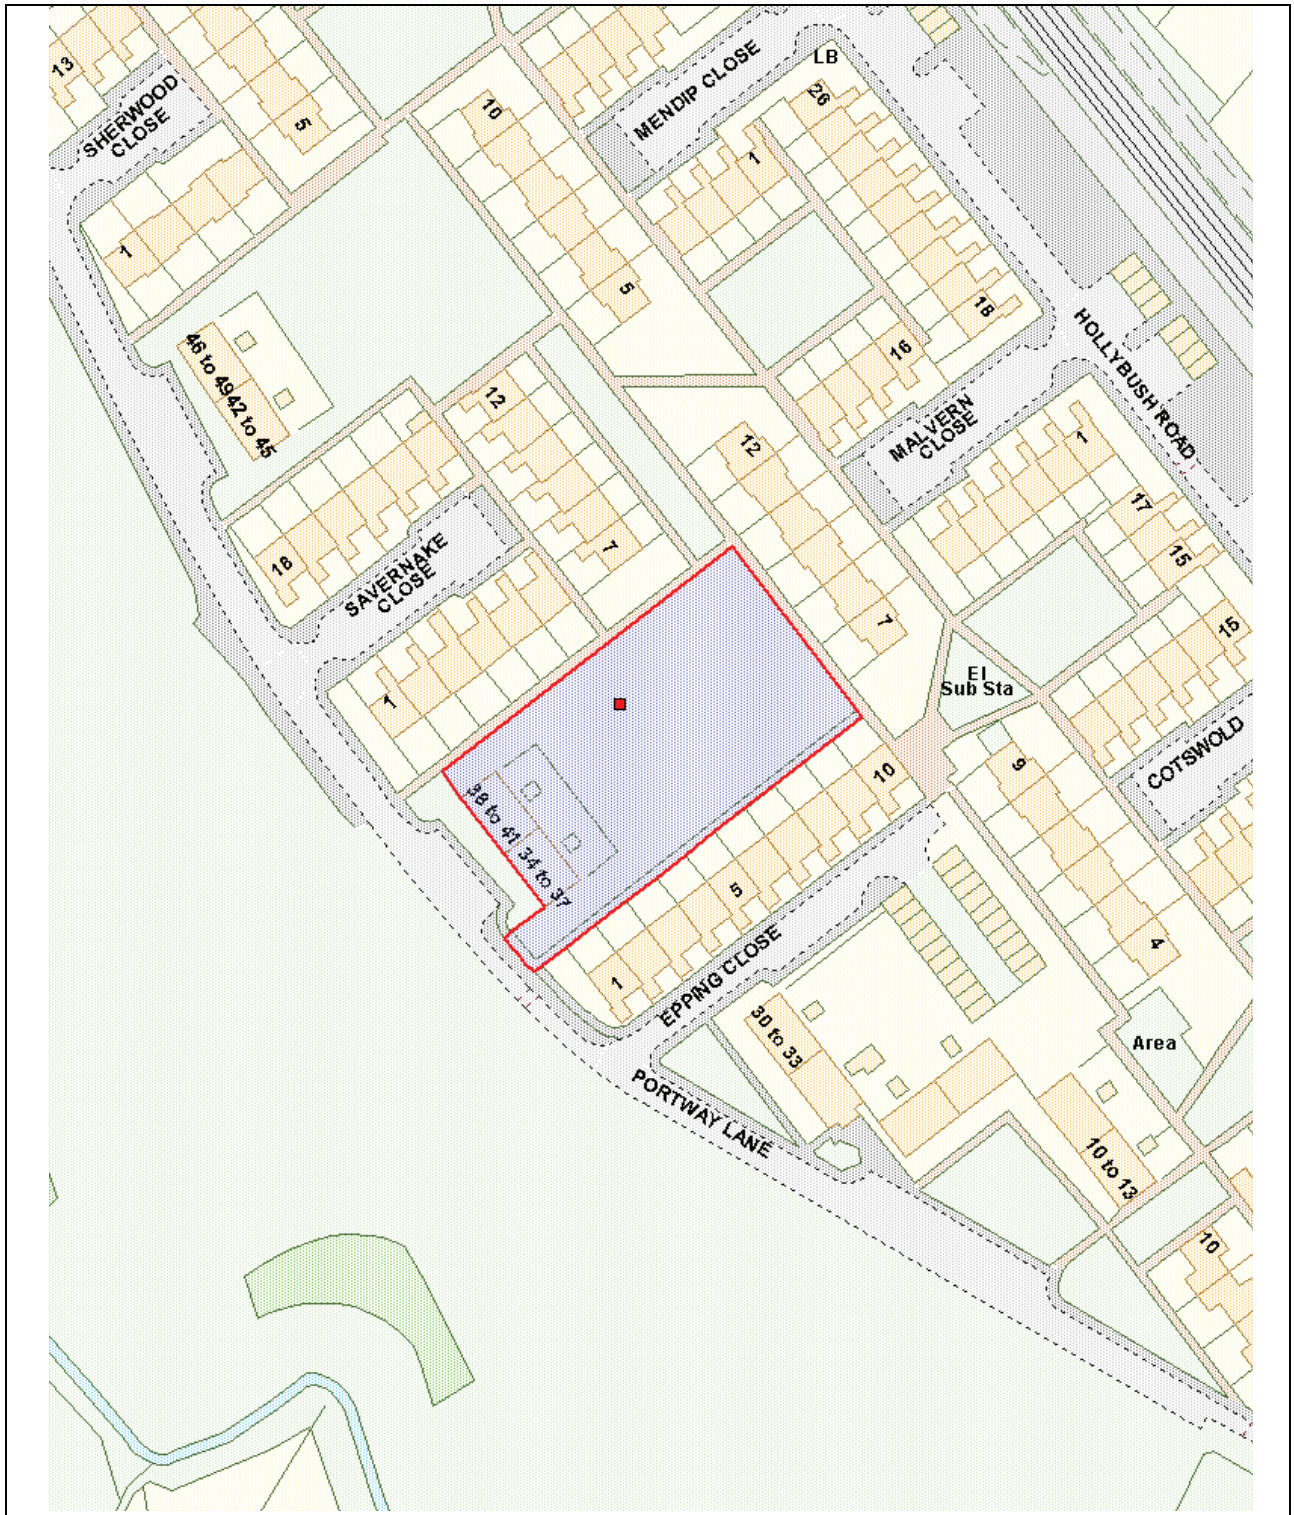 LB
13
MENDIP CLOSE
26
SHERWOOD
CLOSE
10
5
1
1
5
18
HOLLYBUSH ROAD
46 to 49
42 to 45
16
12
MALVERN
CLOSE
12
1
17
15
7
18
SAVERNAKE
CLOSE
7
15
El
Sub Sta
1
COTSWOLD
9
10
38 to 41
34 to 37
5
4
1
EPPING CLOSE
30 to 33
Area
PORTWAY LANE
10 to 13
10